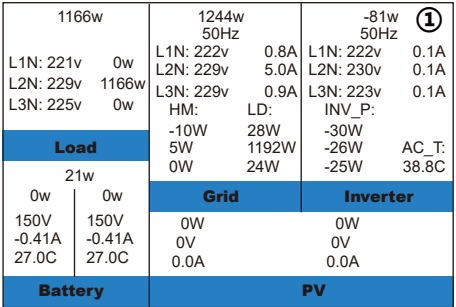 1166w
L1N: 221v 0w
L2N: 229v 1166w
L3N: 225v 0w
Load
1244w
50Hz
L1N: 222v 0.8A
L2N: 229v 5.0A
L3N: 229v 0.9A
HM: LD:
-10W 28W
5W 1192W
0W 24W
Grid
-81w ①
50Hz
L1N: 222v 0.1A
L2N: 230v 0.1A
L3N: 223v 0.1A
INV_P:
-30W
-26W AC_T:
-25W 38.8C
Inverter
21w
0w 0w
150V 150V
-0.41A -0.41A
27.0C 27.0C
Battery
0W 0W
0V 0V
0.0A 0.0A
PV